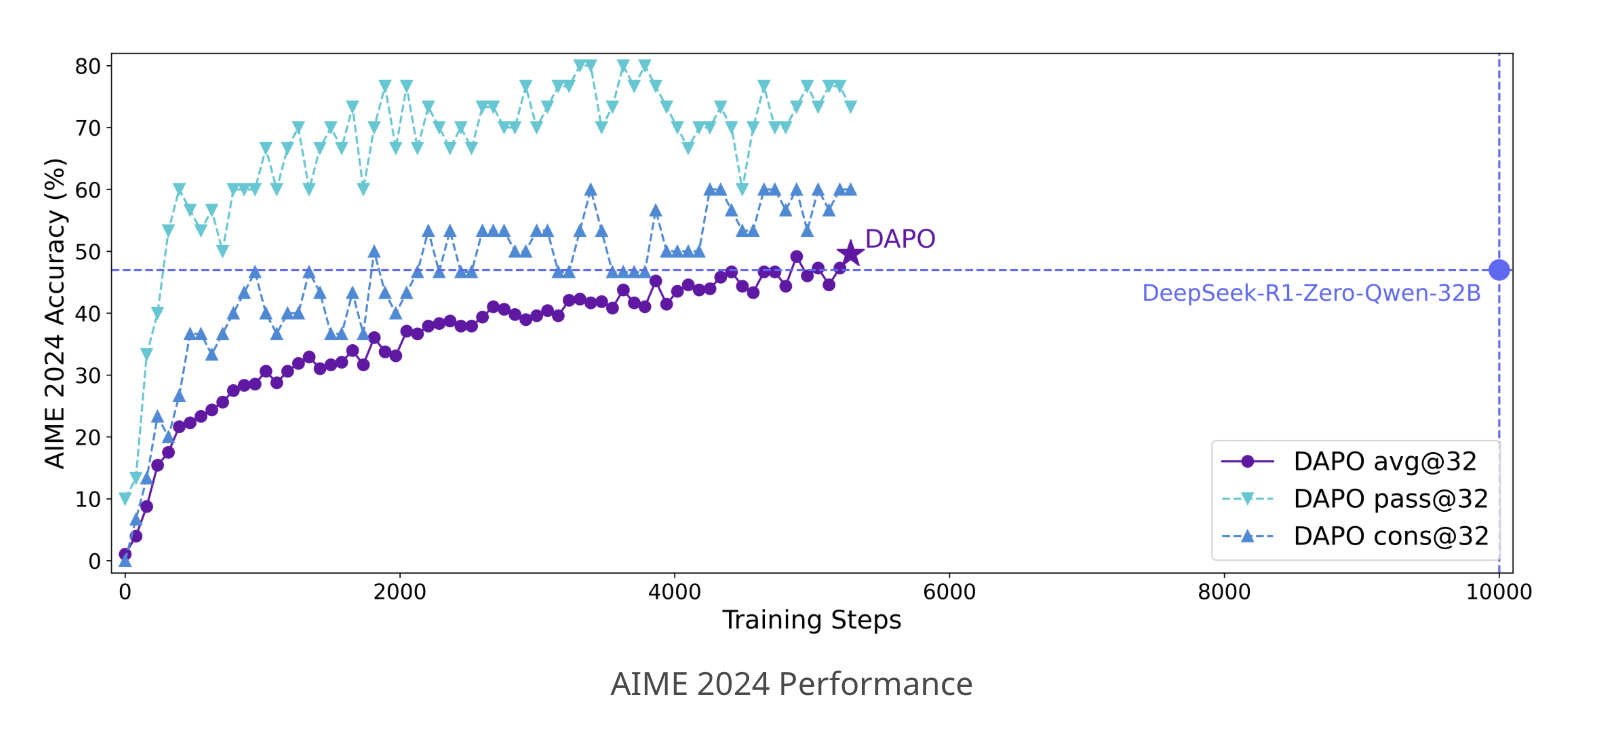 80
70
60
50
40
30
20
10
0
AIME 2024 Accuracy (%)
DAPO
DeepSeek-R1-Zero-Qwen-32B
DAPO avg@32
DAPO pass@32
DAPO cons@32
0 2000 4000 6000 8000 10000
Training Steps
AIME 2024 Performance